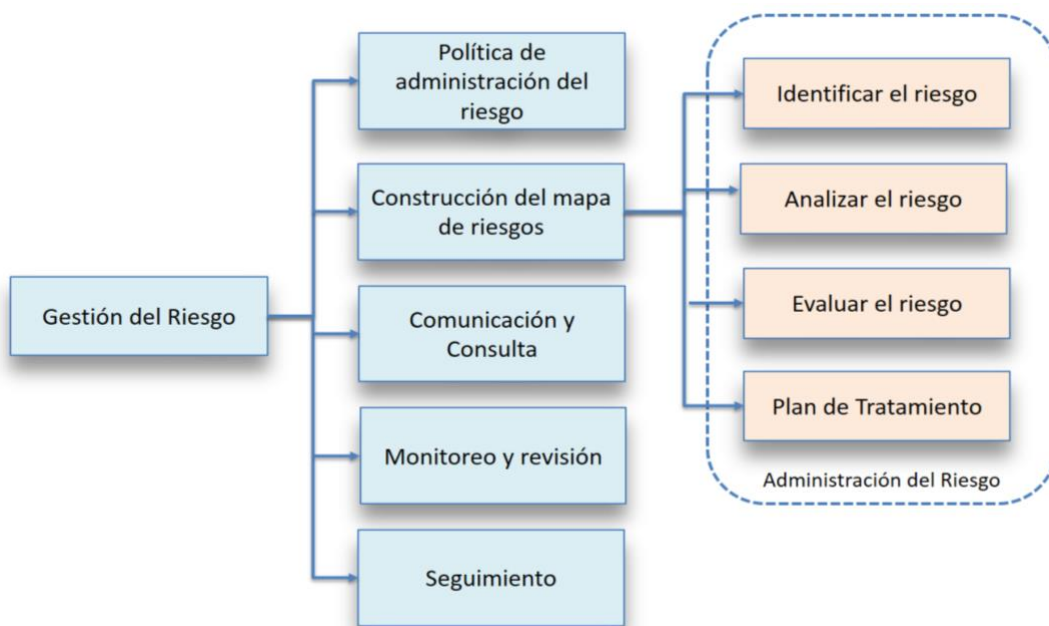 Gestión del Riesgo
Política de
administración del
riesgo
Construcción del mapa
de riesgos
Comunicación y
Consulta
Monitoreo y revisión
Seguimiento
Identificar el riesgo
Analizar el riesgo
Evaluar el riesgo
Plan de Tratamiento
Administración del Riesgo